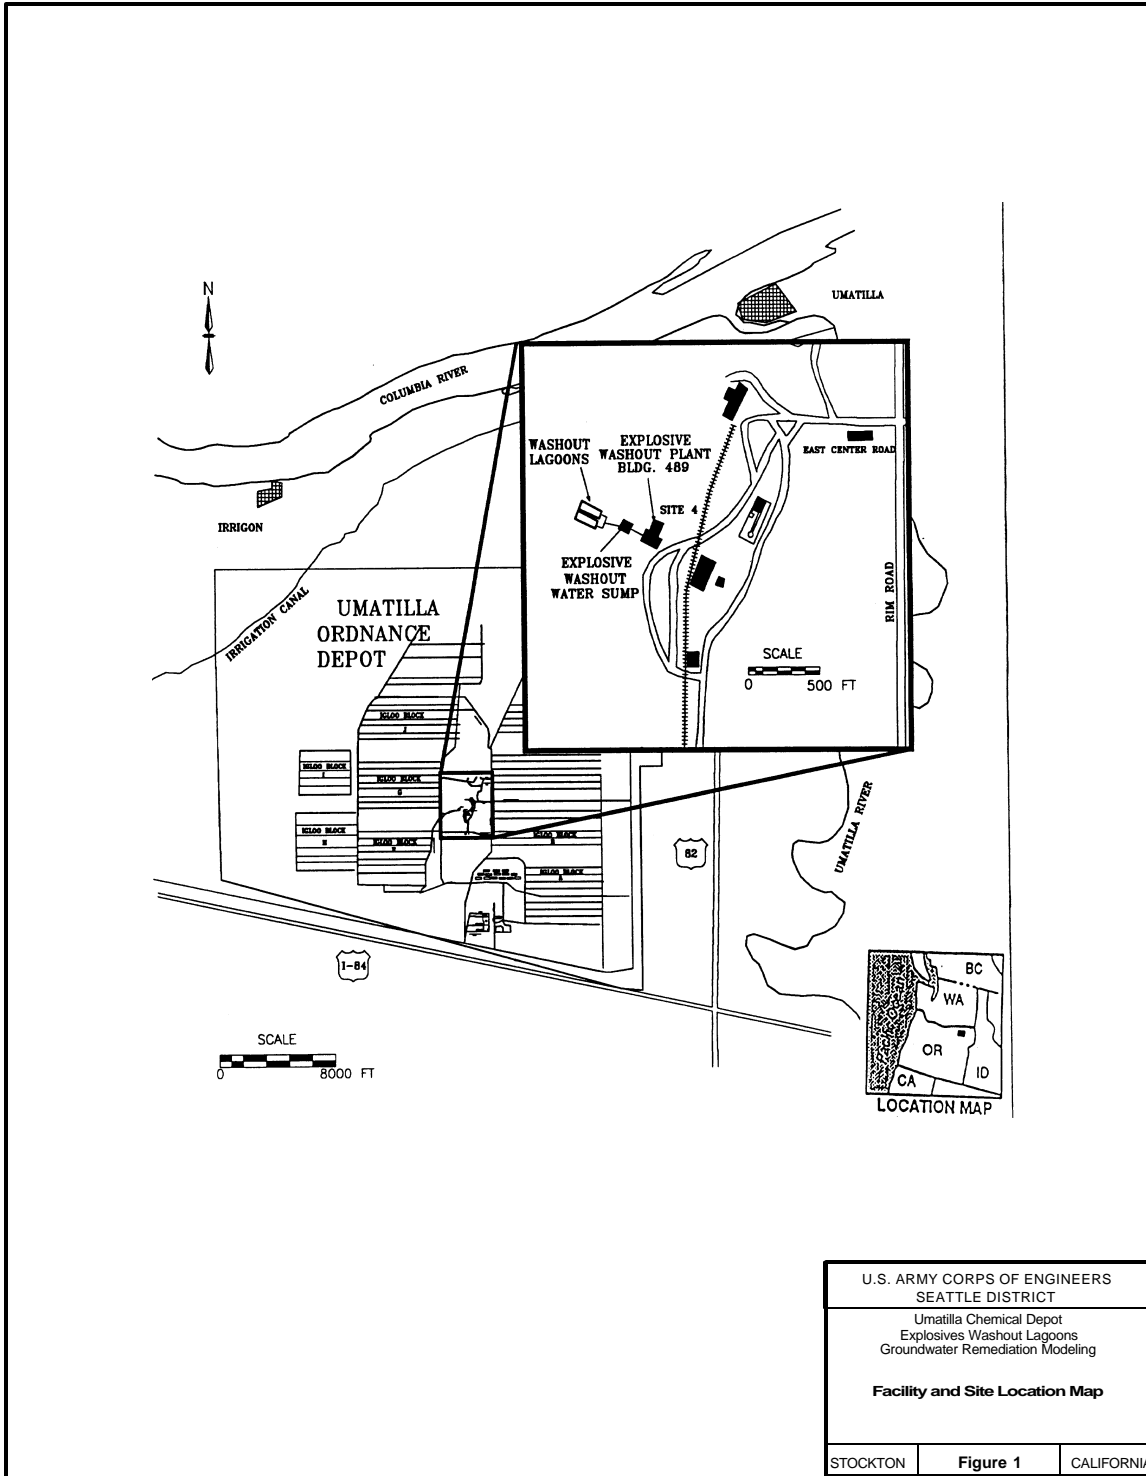 N
UMATILLA
COLUMBIA RIVER
IRRIGON
IRRIGATION CANAL
UMATILLA
ORDNANCE
DEPOT
WASHOUT
LAGOONS
EXPLOSIVE
WASHOUT PLANT
BLDG. 489
EAST CENTER ROAD
SITE 4
EXPLOSIVE
WASHOUT
WATER SUMP
RIM ROAD
SCALE
0 500 FT
IGLOO BLOCK
J
IGLOO BLOCK
I
IGLOO BLOCK
G
IGLOO BLOCK
IGLOO BLOCK
IGLOO BLOCK
IGLOO BLOCK
82
UMATILLA RIVER
I-84
SCALE
0 8000 FT
Pacific Ocean
BC
WA
OR
ID
CA
LOCATION MAP
U.S. ARMY CORPS OF ENGINEERS
SEATTLE DISTRICT
Umatilla Chemical Depot
Explosives Washout Lagoons
Groundwater Remediation Modeling
Facility and Site Location Map
STOCKTON Figure 1 CALIFORNIA